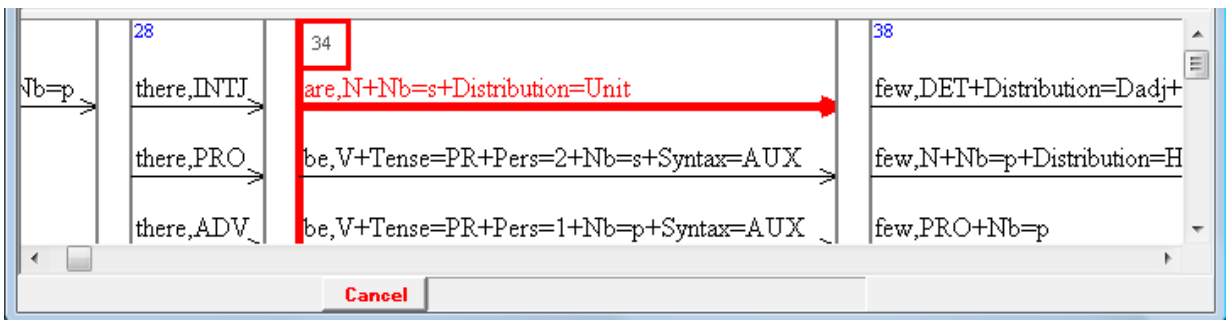 28 34 38
Nb=p there,INTJ are,N+Nb=s+Distribution=Unit few,DET+Distribution=Dadj+
there,PRO be,V+Tense=PR+Pers=2+Nb=s+Syntax=AUX few,N+Nb=p+Distribution=H
there,ADV be,V+Tense=PR+Pers=1+Nb=p+Syntax=AUX few,PRO+Nb=p
Cancel